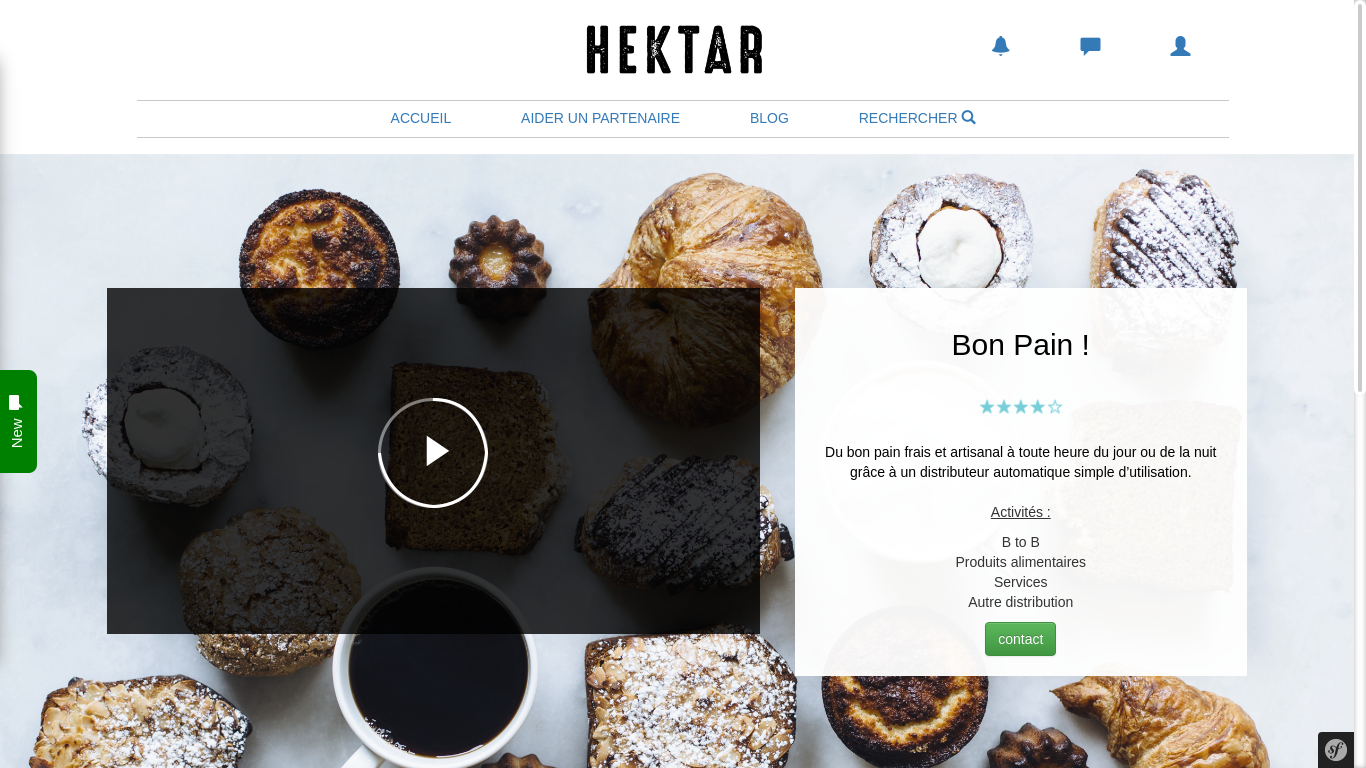 HEKTAR
ACCUEIL AIDER UN PARTENAIRE BLOG RECHERCHER
Bon Pain !
Du bon pain frais et artisanal à toute heure du jour ou de la nuit
grâce à un distributeur automatique simple d’utilisation.
Activités :
B to B
Produits alimentaires
Services
Autre distribution
contact
New
sf